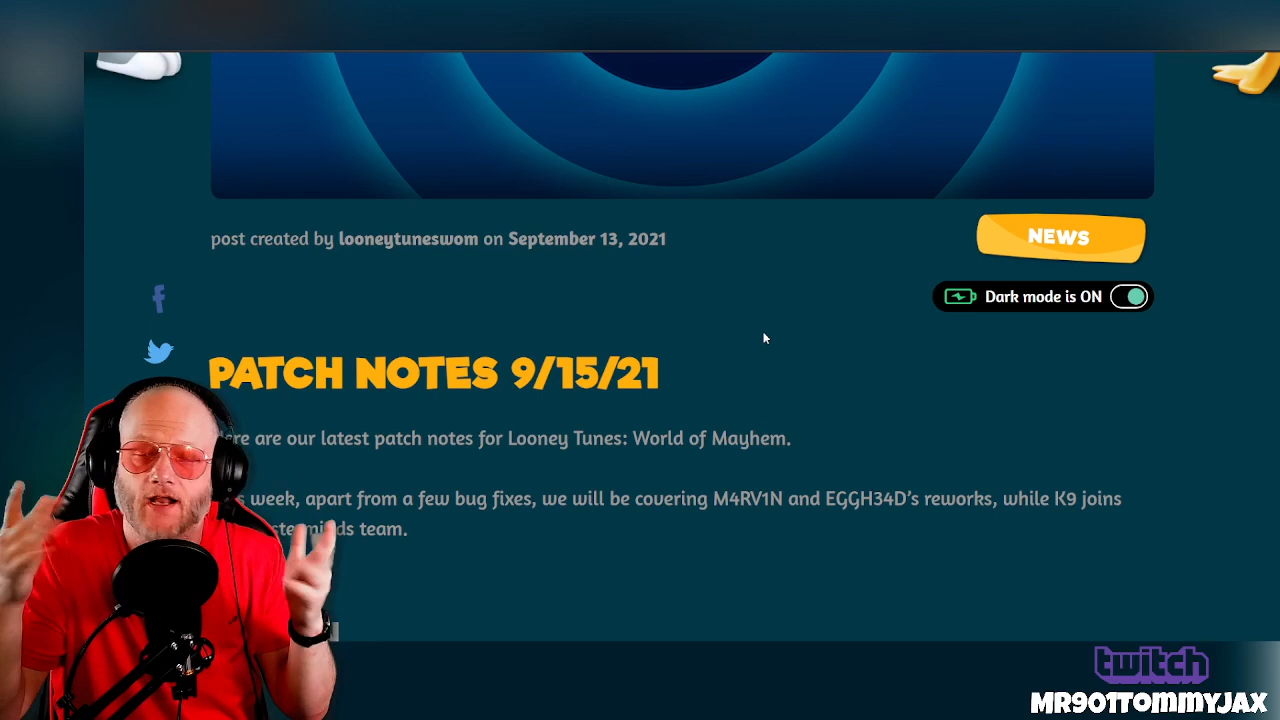 post created by looneytuneswom on September 13, 2021
NEWS
Dark mode is ON
PATCH NOTES 9/15/21
are our latest patch notes for Looney Tunes: World of Mayhem.
week, apart from a few bug fixes, we will be covering M4RV1N and EGGH34D's reworks, while K9 joins
team.
twitch
MR901TOMMYJAX